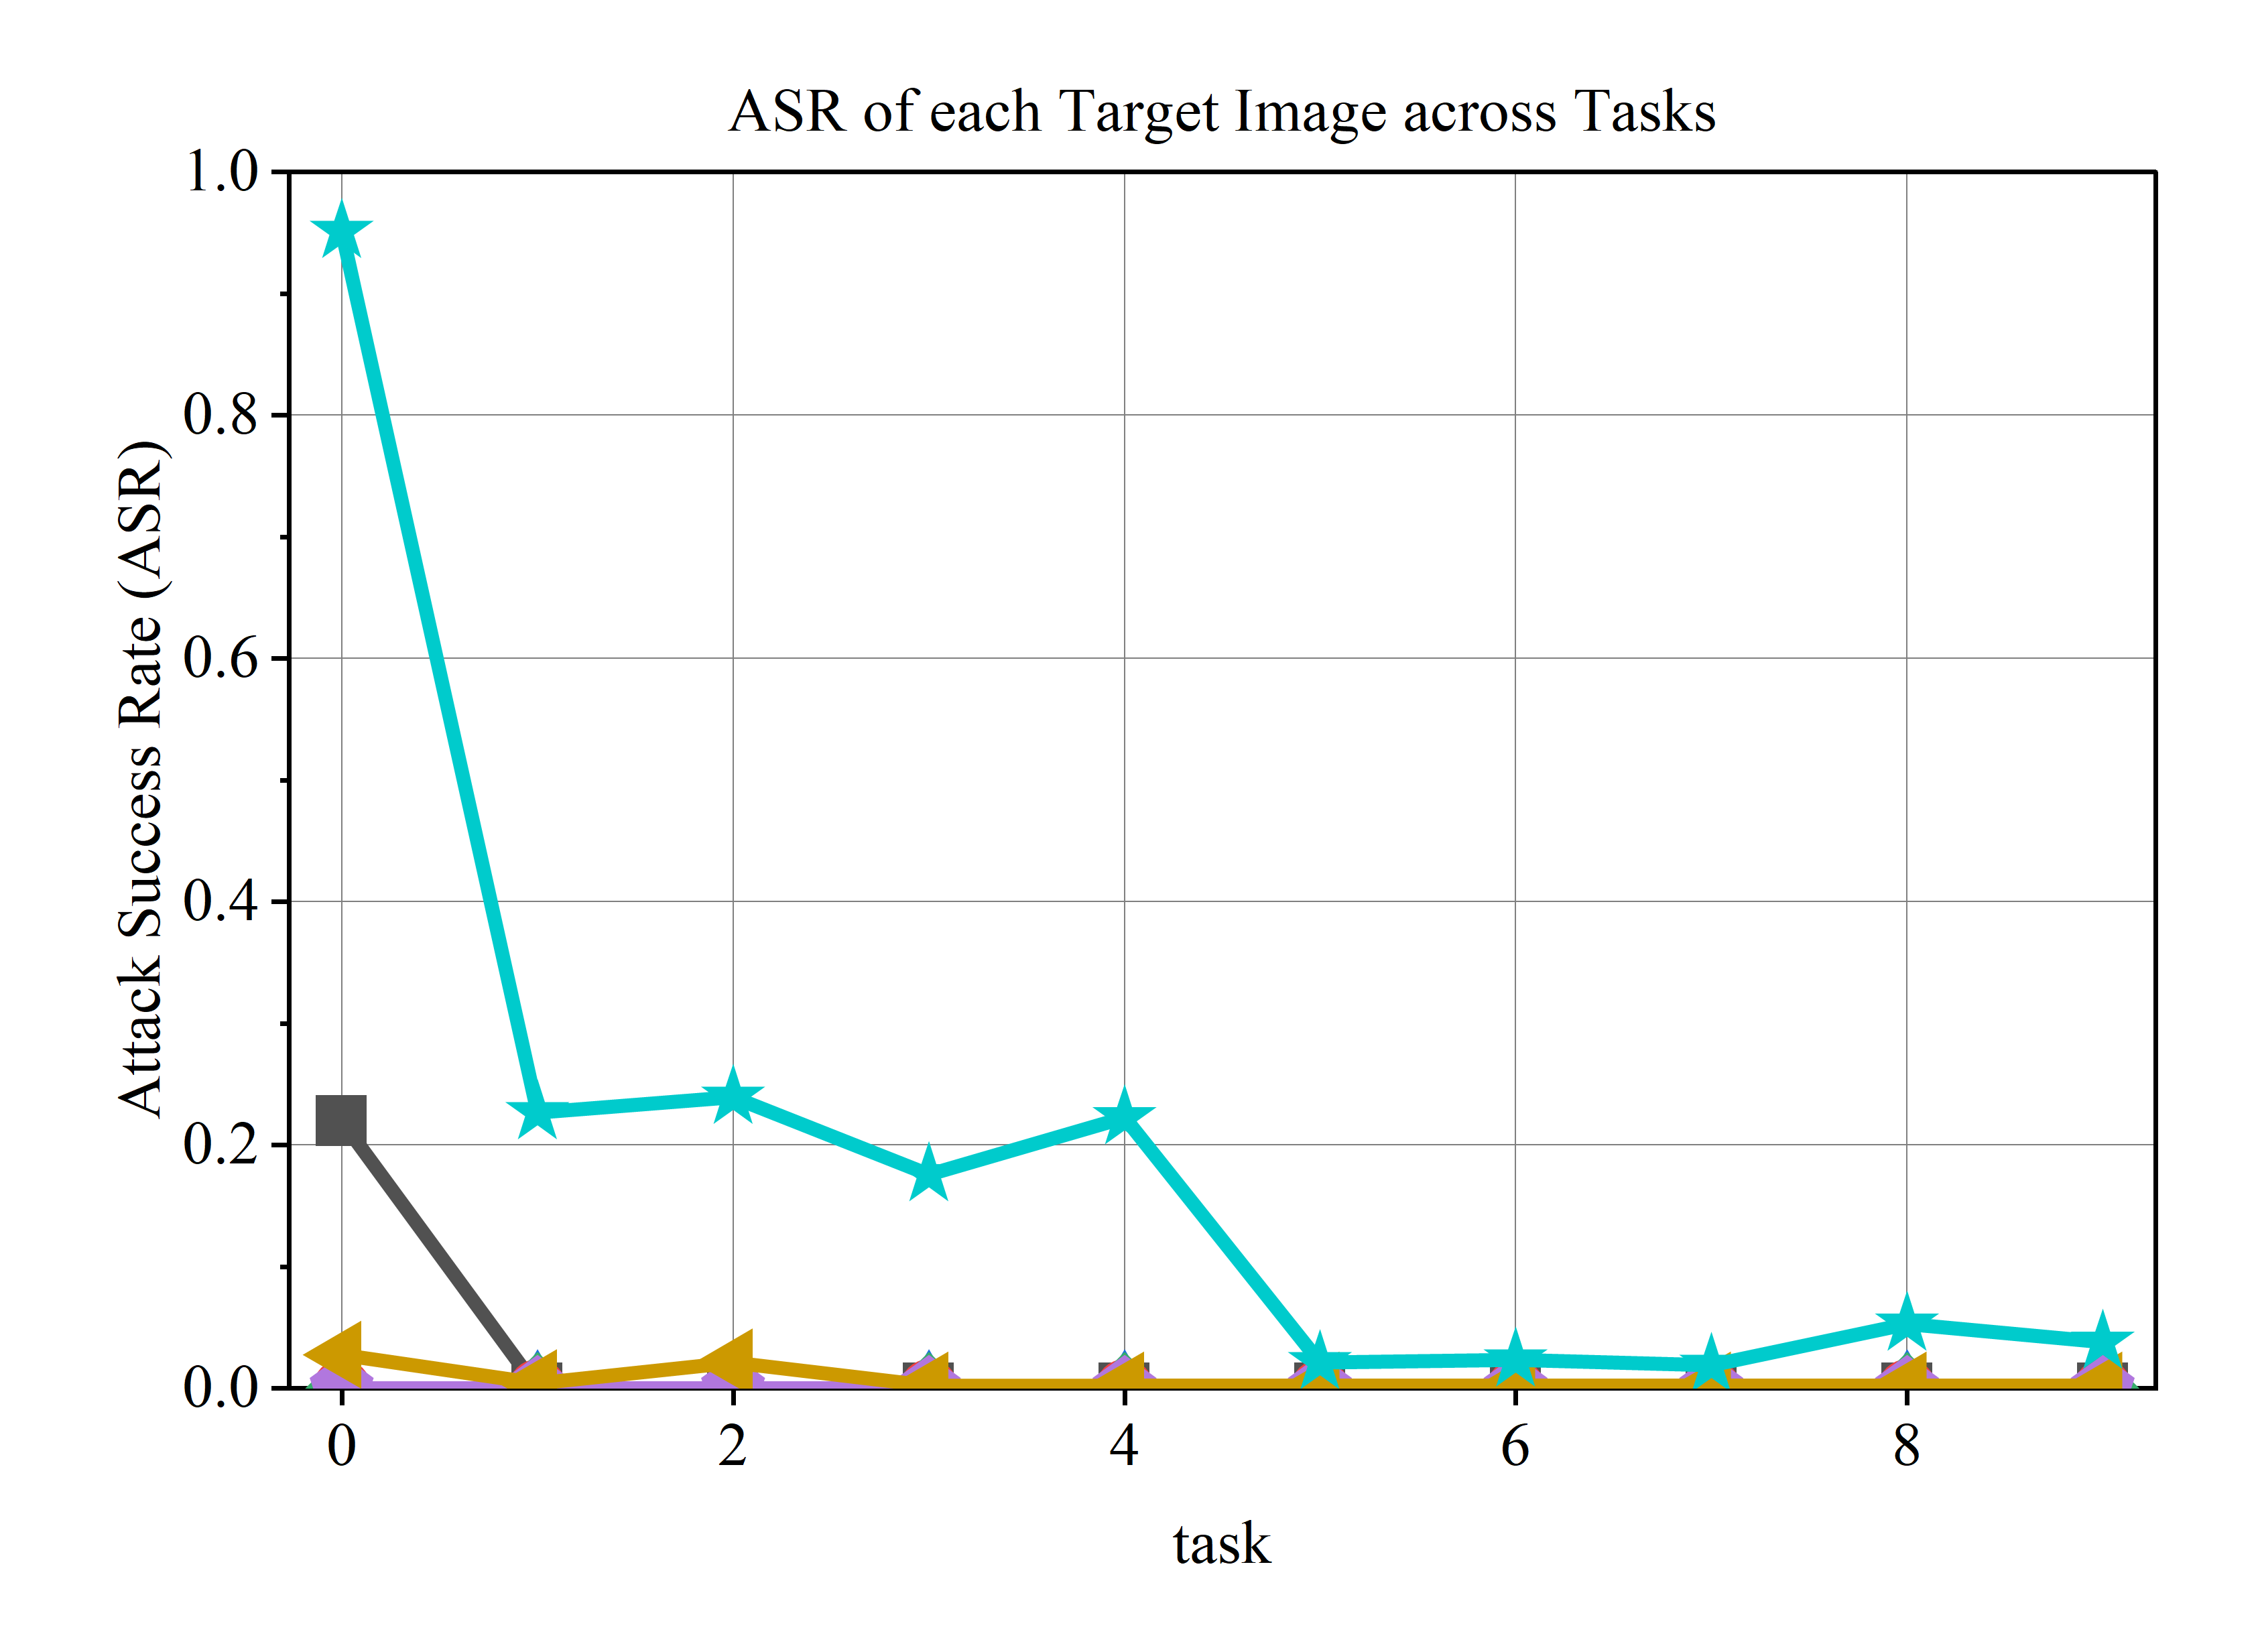 ASR of each Target Image across Tasks
1.0
0.8
0.6
0.4
0.2
0.0
Attack Success Rate (ASR)
0 2 4 6 8
task